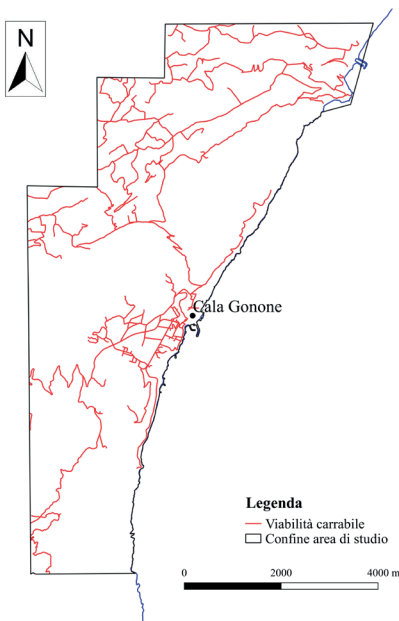 N
Cala Gonone
Legenda
Viabilità carrabile
Confine area di studio
0 2000 4000 m